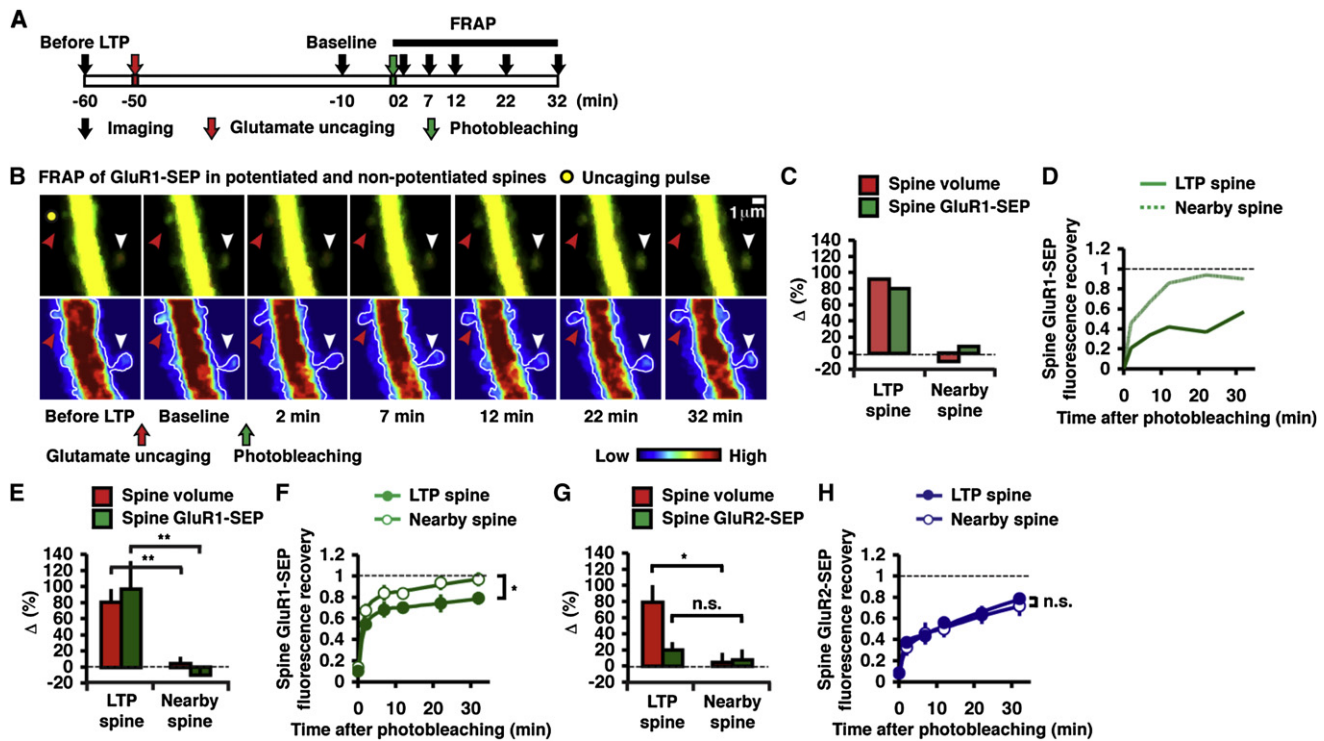 A
FRAP
Before LTP
Baseline
-60 -50 -10 0 2 7 12 22 32 (min)
Imaging Glutamate uncaging Photobleaching
B FRAP of GluR1-SEP in potentiated and non-potentiated spines Uncaging pulse
1 μm
Before LTP Baseline 2 min 7 min 12 min 22 min 32 min
Glutamate uncaging Photobleaching
Low High
C
Spine volume
Spine GluR1-SEP
Δ (%)
140
120
100
80
60
40
20
0
-20
LTP spine
Nearby spine
D
LTP spine
Nearby spine
Spine GluR1-SEP
fluorescence recovery
1.2
1
0.8
0.6
0.4
0.2
0
0 10 20 30
Time after photobleaching (min)
E
Spine volume
Spine GluR1-SEP
**
**
Δ (%)
140
120
100
80
60
40
20
0
-20
LTP spine
Nearby spine
F
LTP spine
Nearby spine
Spine GluR1-SEP
fluorescence recovery
1.2
1
0.8
0.6
0.4
0.2
0
*
0 10 20 30
Time after photobleaching (min)
G
Spine volume
Spine GluR2-SEP
*
n.s.
Δ (%)
140
120
100
80
60
40
20
0
-20
LTP spine
Nearby spine
H
LTP spine
Nearby spine
Spine GluR2-SEP
fluorescence recovery
1.2
1
0.8
0.6
0.4
0.2
0
n.s.
0 10 20 30
Time after photobleaching (min)